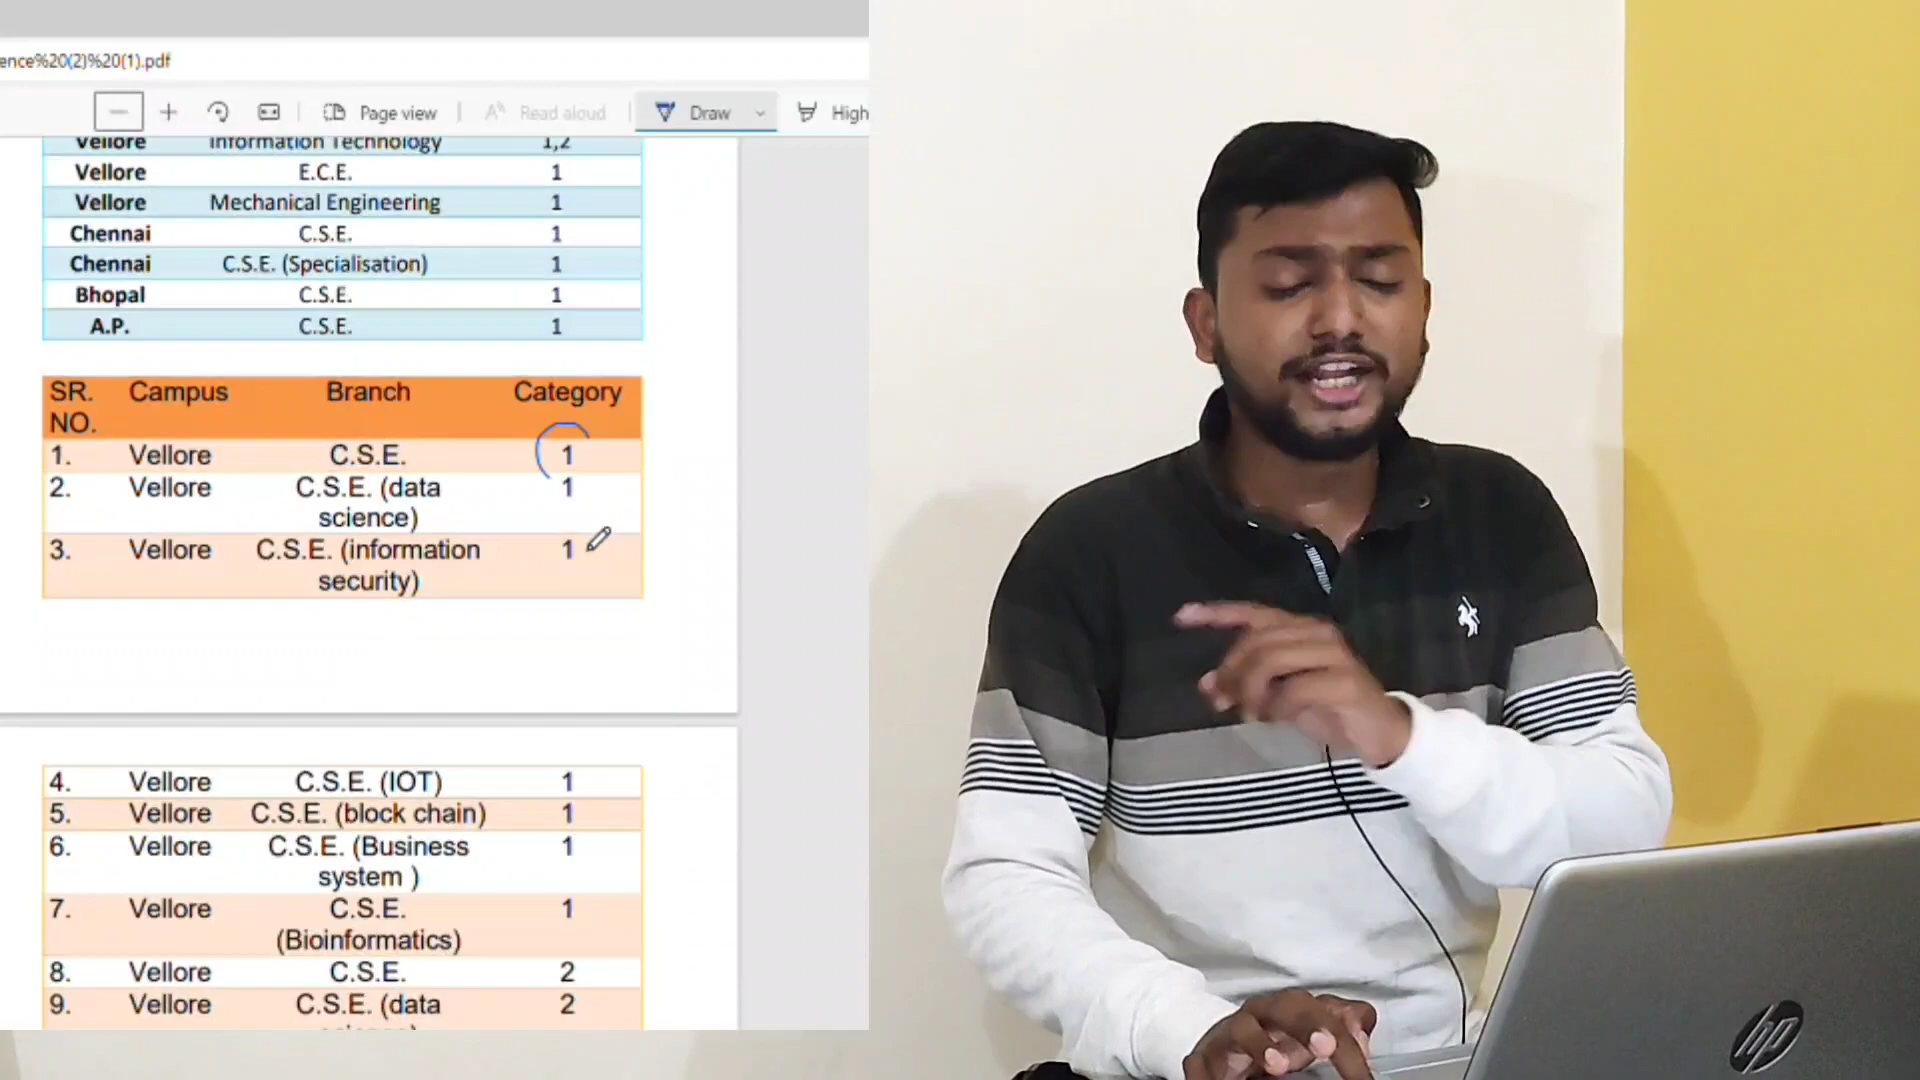 ence%20(2)%20(1).pdf
Page view Read aloud Draw High
Vellore Information Technology 1,2
Vellore E.C.E. 1
Vellore Mechanical Engineering 1
Chennai C.S.E. 1
Chennai C.S.E. (Specialisation) 1
Bhopal C.S.E. 1
A.P. C.S.E. 1
SR. Campus Branch Category
NO.
1. Vellore C.S.E. 1
2. Vellore C.S.E. (data 1
science)
3. Vellore C.S.E. (information 1
security)
4. Vellore C.S.E. (IOT) 1
5. Vellore C.S.E. (block chain) 1
6. Vellore C.S.E. (Business 1
system )
7. Vellore C.S.E. 1
(Bioinformatics)
8. Vellore C.S.E. 2
9. Vellore C.S.E. (data 2
hp